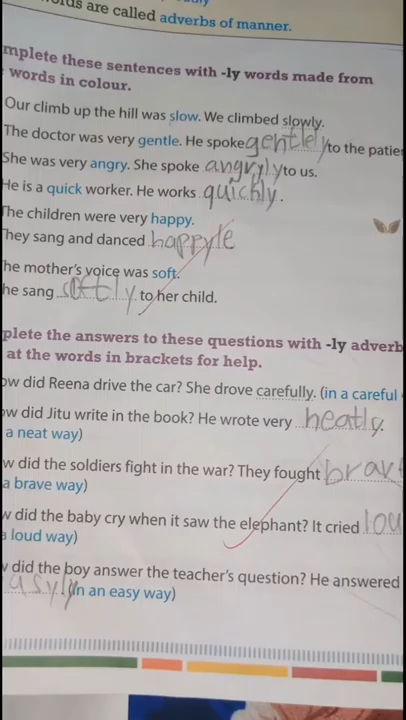 are called adverbs of manner.
mplete these sentences with -ly words made from
words in colour.
Our climb up the hill was slow. We climbed slowly.
The doctor was very gentle. He spoke gentlely to the patie
She was very angry. She spoke angryly to us.
He is a quick worker. He works quickly.
The children were very happy.
They sang and danced happyle
he mother's voice was soft.
he sang softly to her child.
plete the answers to these questions with -ly adverb
at the words in brackets for help.
ow did Reena drive the car? She drove carefully. (in a careful
ow did Jitu write in the book? He wrote very neatly.
a neat way)
w did the soldiers fight in the war? They fought brav
a brave way)
w did the baby cry when it saw the elephant? It cried lou
a loud way)
v did the boy answer the teacher's question? He answered
asyly (in an easy way)